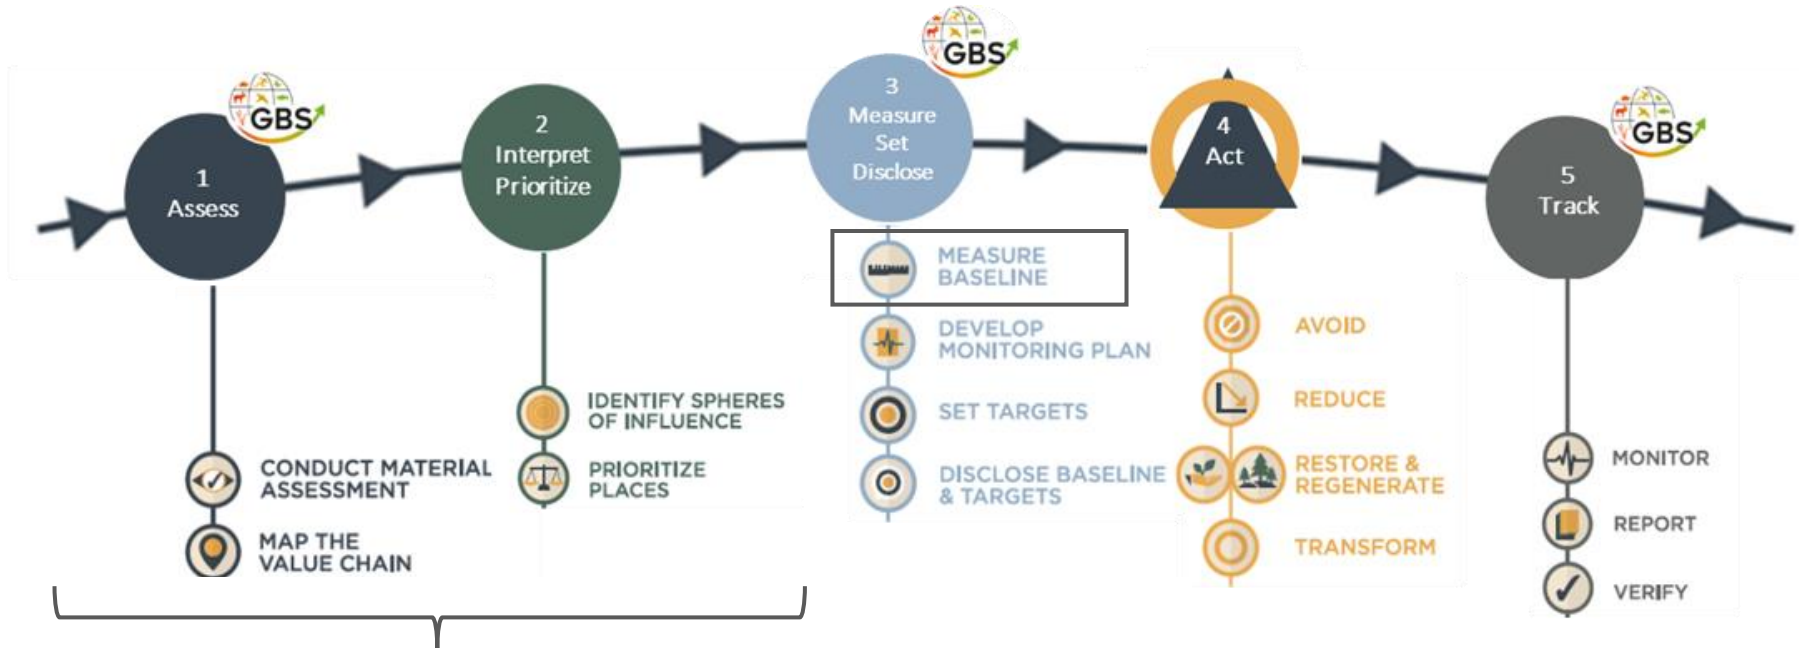 GBS
1
Assess
CONDUCT MATERIAL
ASSESSMENT
MAP THE
VALUE CHAIN
2
Interpret
Prioritize
IDENTIFY SPHERES
OF INFLUENCE
PRIORITIZE
PLACES
GBS
3
Measure
Set
Disclose
MEASURE
BASELINE
DEVELOP
MONITORING PLAN
SET TARGETS
DISCLOSE BASELINE
& TARGETS
4
Act
AVOID
REDUCE
RESTORE &
REGENERATE
TRANSFORM
GBS
5
Track
MONITOR
REPORT
VERIFY